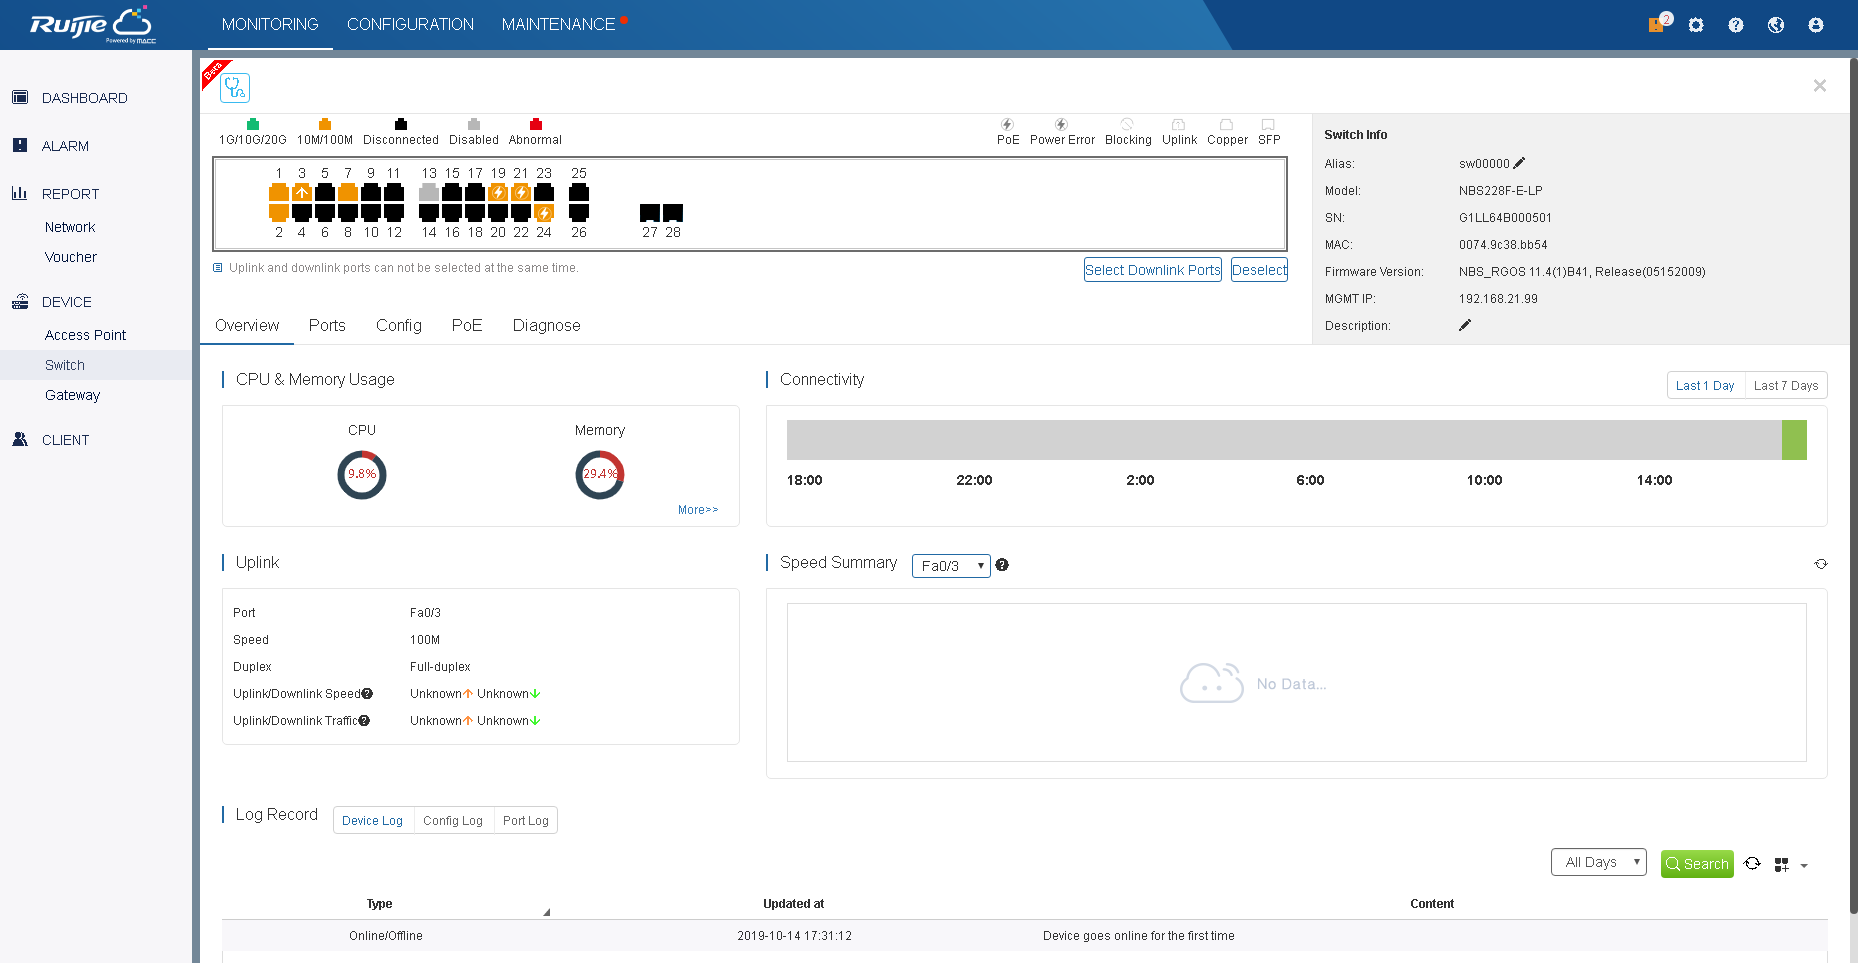 Ruijie
Powered by MACC
MONITORING CONFIGURATION MAINTENANCE
2
DASHBOARD
ALARM
REPORT
Network
Voucher
DEVICE
Access Point
Switch
Gateway
CLIENT
Beta
1G/10G/20G 10M/100M Disconnected Disabled Abnormal
PoE Power Error Blocking Uplink Copper SFP
1 3 5 7 9 11 13 15 17 19 21 23 25
2 4 6 8 10 12 14 16 18 20 22 24 26 27 28
Uplink and downlink ports can not be selected at the same time.
Select Downlink Ports Deselect
Switch Info
Alias: sw00000
Model: NBS228F-E-LP
SN: G1LL64B000501
MAC: 0074.9c38.bb54
Firmware Version: NBS_RGOS 11.4(1)B41, Release(05152009)
MGMT IP: 192.168.21.99
Description:
Overview Ports Config PoE Diagnose
CPU & Memory Usage
CPU Memory
9.8% 29.4%
More>>
Connectivity
Last 1 Day Last 7 Days
18:00 22:00 2:00 6:00 10:00 14:00
Uplink
Port Fa0/3
Speed 100M
Duplex Full-duplex
Uplink/Downlink Speed Unknown Unknown
Uplink/Downlink Traffic Unknown Unknown
Speed Summary Fa0/3
No Data...
Log Record Device Log Config Log Port Log
All Days Search
Type Updated at Content
Online/Offline 2019-10-14 17:31:12 Device goes online for the first time